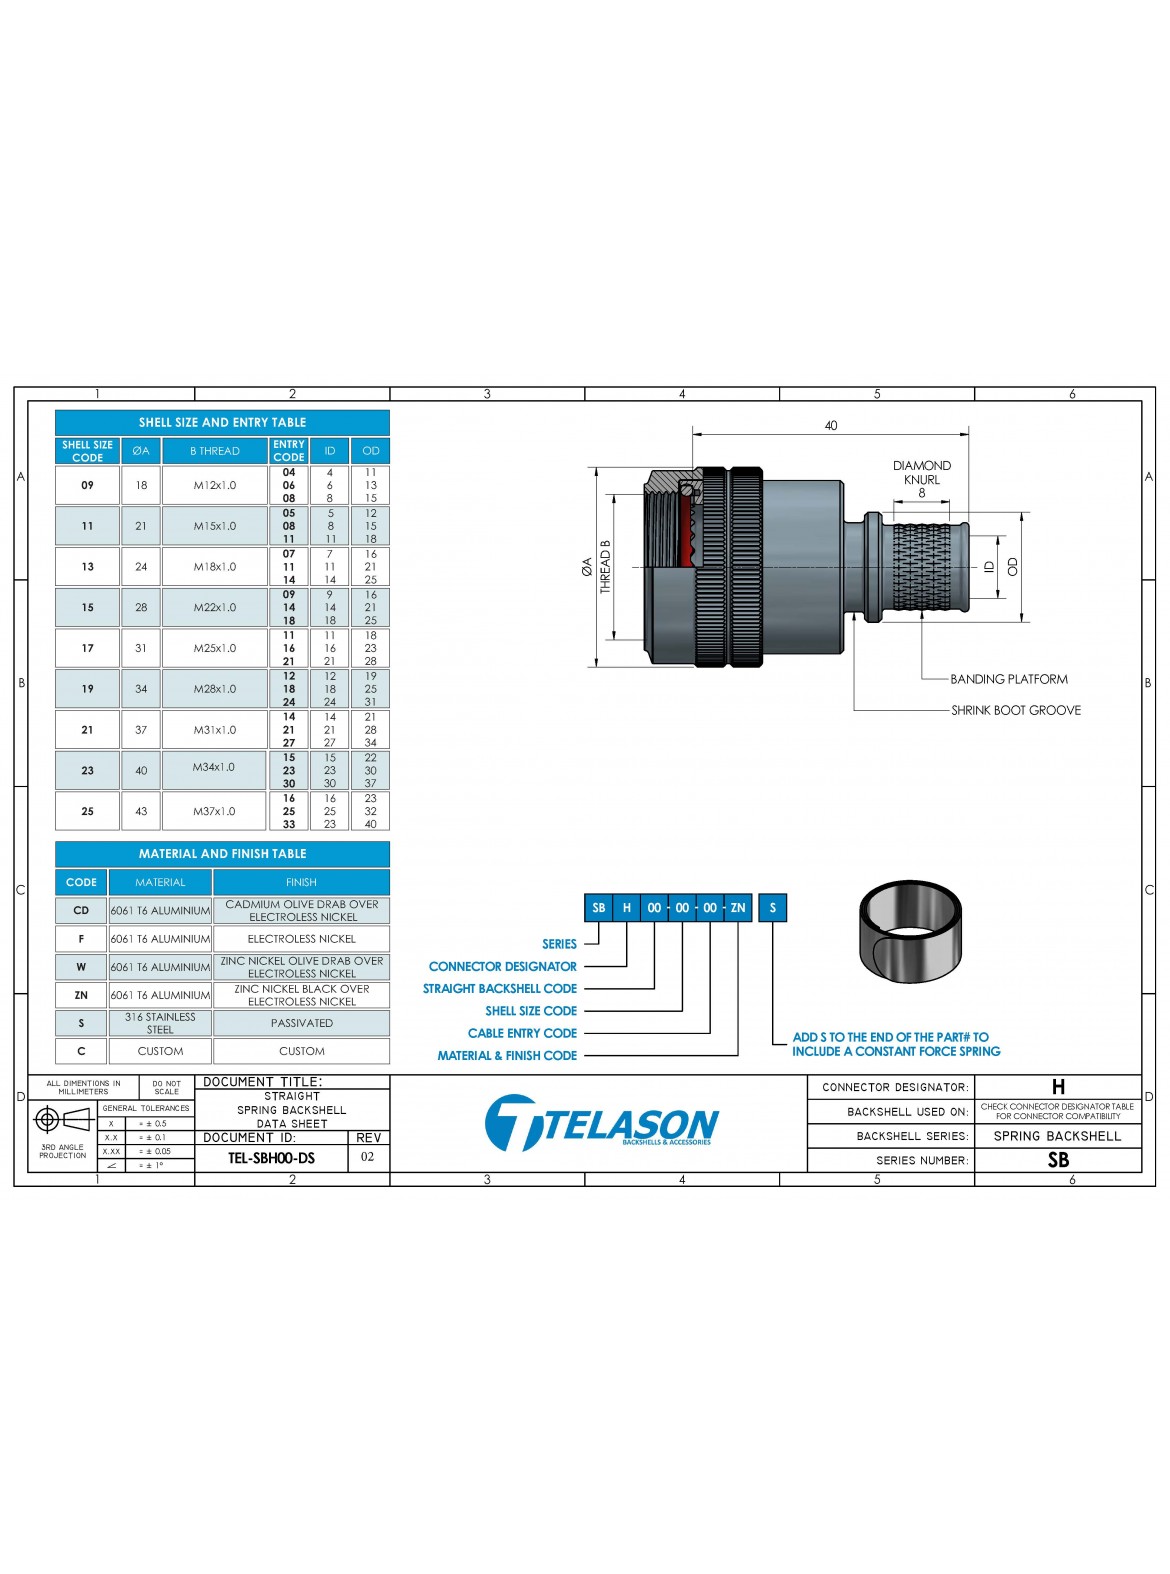 1 2 3 4 5 6
A
B
C
D
SHELL SIZE AND ENTRY TABLE
SHELL SIZE CODE ØA B THREAD ENTRY CODE ID OD
09 18 M12x1.0
04 4 11
06 6 13
08 8 15
11 21 M15x1.0
05 5 12
08 8 15
11 11 18
13 24 M18x1.0
07 7 16
11 11 21
14 14 25
15 28 M22x1.0
09 9 16
14 14 21
18 18 25
17 31 M25x1.0
11 11 18
16 16 23
21 21 28
19 34 M28x1.0
12 12 19
18 18 25
24 24 31
21 37 M31x1.0
14 14 21
21 21 28
27 27 34
23 40 M34x1.0
15 15 22
23 23 30
30 30 37
25 43 M37x1.0
16 16 23
25 25 32
33 23 40
MATERIAL AND FINISH TABLE
CODE MATERIAL FINISH
CD 6061 T6 ALUMINIUM CADMIUM OLIVE DRAB OVER ELECTROLESS NICKEL
F 6061 T6 ALUMINIUM ELECTROLESS NICKEL
W 6061 T6 ALUMINIUM ZINC NICKEL OLIVE DRAB OVER ELECTROLESS NICKEL
ZN 6061 T6 ALUMINIUM ZINC NICKEL BLACK OVER ELECTROLESS NICKEL
S 316 STAINLESS STEEL PASSIVATED
C CUSTOM CUSTOM
40
DIAMOND
KNURL
8
ØA
THREAD B
ID
OD
BANDING PLATFORM
SHRINK BOOT GROOVE
SB H 00 - 00 - 00 - ZN S
SERIES
CONNECTOR DESIGNATOR
STRAIGHT BACKSHELL CODE
SHELL SIZE CODE
CABLE ENTRY CODE
MATERIAL & FINISH CODE
ADD S TO THE END OF THE PART# TO
INCLUDE A CONSTANT FORCE SPRING
ALL DIMENTIONS IN
MILLIMETERS
DO NOT
SCALE
GENERAL TOLERANCES
X = ± 0.5
X.X = ± 0.1
X.XX = ± 0.05
∠ = ± 1°
3RD ANGLE
PROJECTION
DOCUMENT TITLE:
STRAIGHT
SPRING BACKSHELL
DATA SHEET
DOCUMENT ID: REV
TEL-SBH00-DS 02
TELASON
BACKSHELLS & ACCESSORIES
CONNECTOR DESIGNATOR: H
BACKSHELL USED ON: CHECK CONNECTOR DESIGNATOR TABLE
FOR CONNECTOR COMPATIBILITY
BACKSHELL SERIES: SPRING BACKSHELL
SERIES NUMBER: SB
A
B
C
D
1 2 3 4 5 6